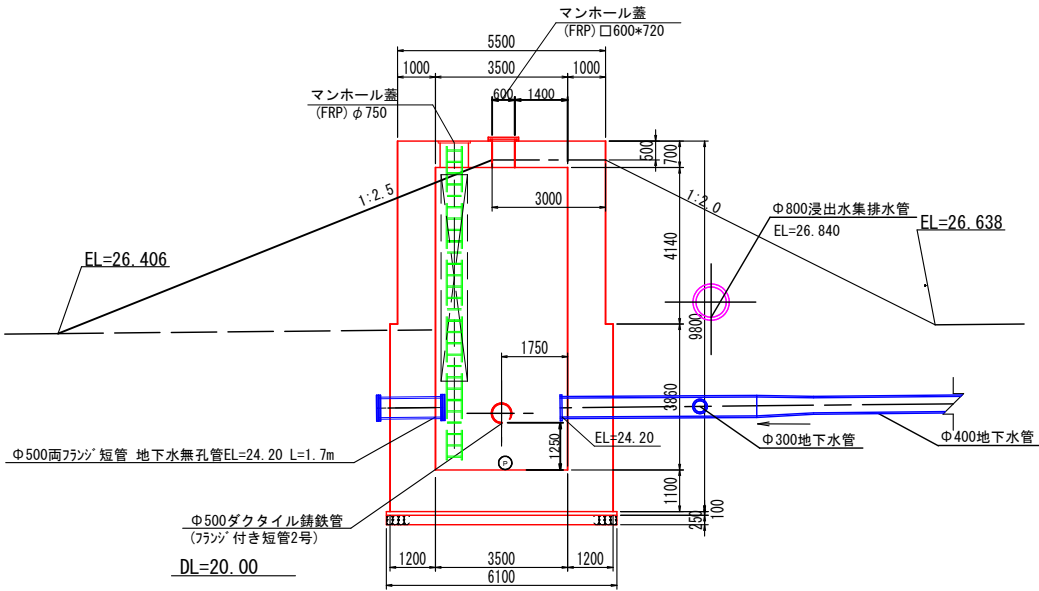 マンホール蓋
(FRP)□600*720
5500
1000
3500
1000
マンホール蓋
(FRP)φ750
600
1400
500
700
1:2.5
3000
1:2.0
Φ800浸出水集排水管
EL=26.840
EL=26.638
EL=26.406
4140
9800
1750
3860
1250
EL=24.20
Φ300地下水管
Φ400地下水管
Φ500両フランジ短管 地下水無孔管EL=24.20 L=1.7m
P
1100
Φ500ダクタイル鋳鉄管
(フランジ付き短管2号)
250
100
DL=20.00
1200
3500
1200
6100